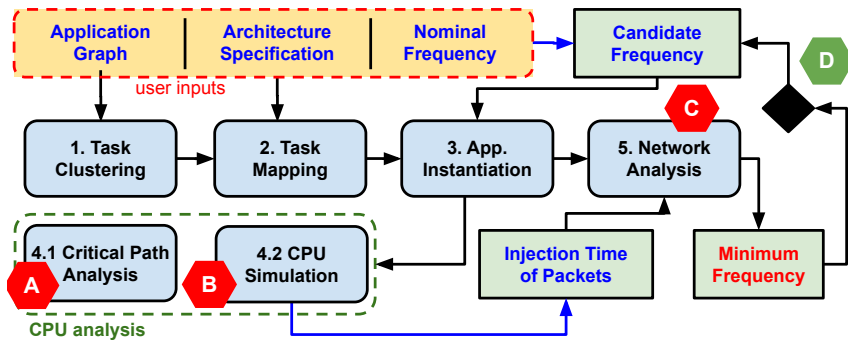 Application
Graph
Architecture
Specification
Nominal
Frequency
user inputs
Candidate
Frequency
D
C
1. Task
Clustering
2. Task
Mapping
3. App.
Instantiation
5. Network
Analysis
4.1 Critical Path
Analysis
A
4.2 CPU
Simulation
B
Injection Time
of Packets
Minimum
Frequency
CPU analysis